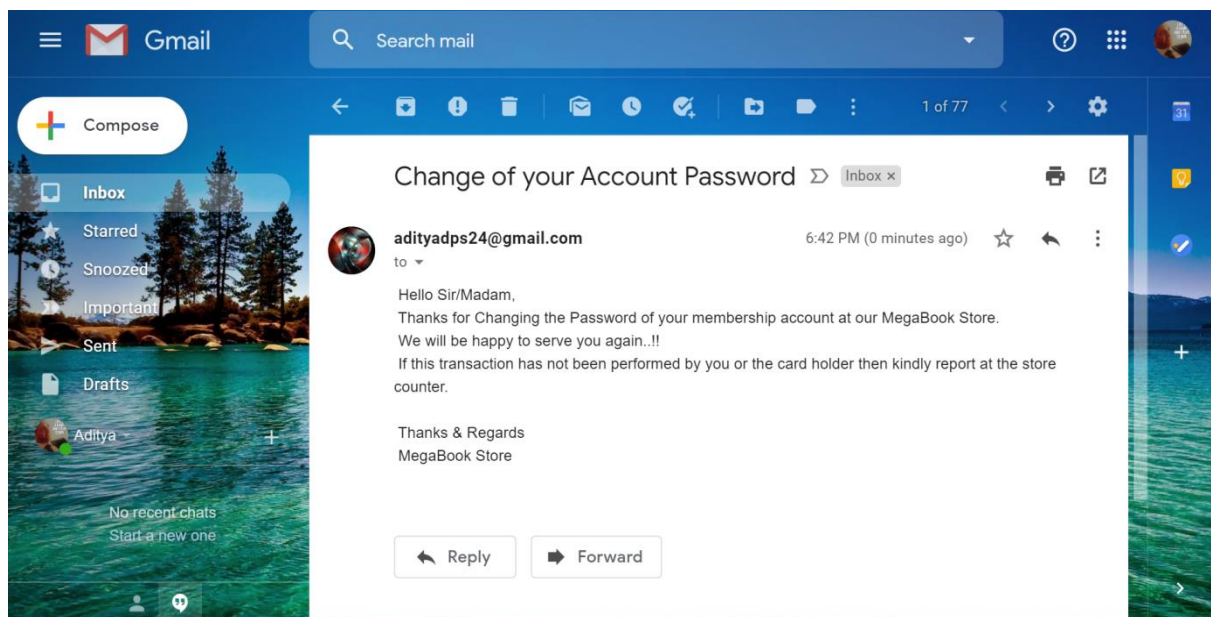 Gmail
Search mail
Compose
1 of 77
31
Change of your Account Password
Inbox ×
Inbox
Starred
Snoozed
Important
Sent
Drafts
Aditya
No recent chats
Start a new one
adityadps24@gmail.com
6:42 PM (0 minutes ago)
to
Hello Sir/Madam,
Thanks for Changing the Password of your membership account at our MegaBook Store.
We will be happy to serve you again..!!
If this transaction has not been performed by you or the card holder then kindly report at the store
counter.
Thanks & Regards
MegaBook Store
Reply
Forward